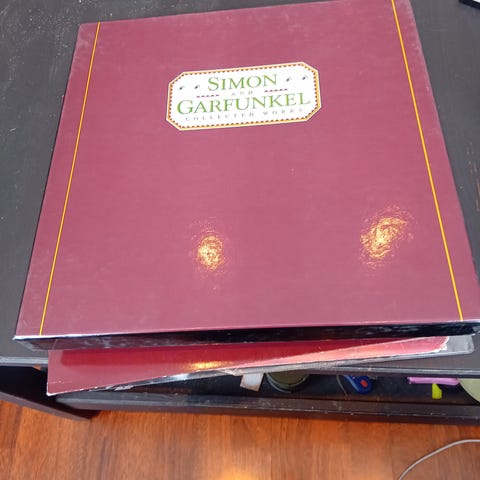 SIMON
AND
GARFUNKEL
COLLECTED WORKS